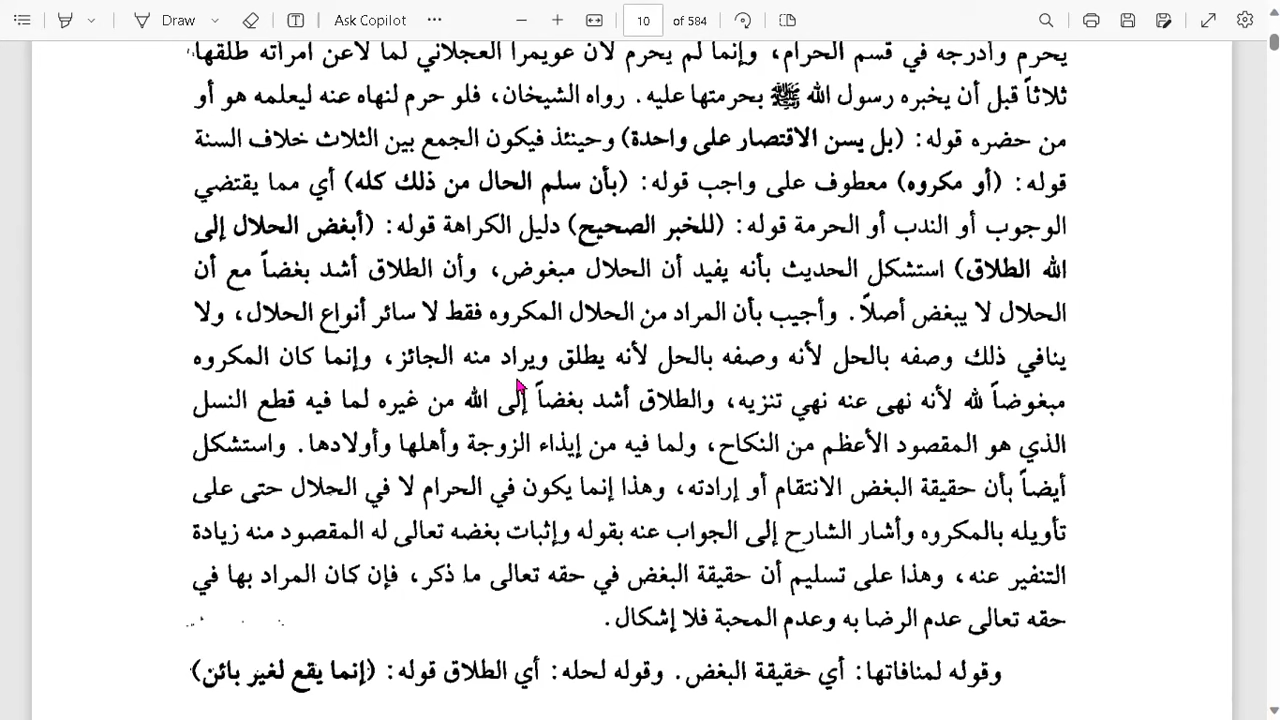 Draw
Ask Copilot
10 of 584
يحرم وأدرجه في قسم الحرام، وإنما لم يحرم لأن عويمرا العجلاني لما لاعن امرأته طلقها
ثلاثاً قبل أن يخبره رسول الله ﷺ بحرمتها عليه. رواه الشيخان، فلو حرم لنهاه عنه ليعلمه هو أو
من حضره قوله: (بل يسن الاقتصار على واحدة) وحينئذ فيكون الجمع بين الثلاث خلاف السنة
قوله: (أو مكروه) معطوف على واجب قوله: (بأن سلم الحال من ذلك كله) أي مما يقتضي
الوجوب أو الندب أو الحرمة قوله: (للخبر الصحيح) دليل الكراهة قوله: (أبغض الحلال إلى
الله الطلاق) استشكل الحديث بأنه يفيد أن الحلال مبغوض، وأن الطلاق أشد بغضاً مع أن
الحلال لا يبغض أصلاً. وأجيب بأن المراد من الحلال المكروه فقط لا سائر أنواع الحلال، ولا
ينافي ذلك وصفه بالحل لأنه وصفه بالحل لأنه يطلق ويراد منه الجائز، وإنما كان المكروه
مبغوضاً لله لأنه نهى عنه نهي تنزيه، والطلاق أشد بغضاً إلى الله من غيره لما فيه قطع النسل
الذي هو المقصود الأعظم من النكاح، ولما فيه من إيذاء الزوجة وأهلها وأولادها. واستشكل
أيضاً بأن حقيقة البغض الانتقام أو إرادته، وهذا إنما يكون في الحرام لا في الحلال حتى على
تأويله بالمكروه وأشار الشارح إلى الجواب عنه بقوله وإثبات بغضه تعالى له المقصود منه زيادة
التنفير عنه، وهذا على تسليم أن حقيقة البغض في حقه تعالى ما ذكر، فإن كان المراد بها في
حقه تعالى عدم الرضا به وعدم المحبة فلا إشكال.
وقوله لمنافاتها: أي حقيقة البغض. وقوله لحله: أي الطلاق قوله: (إنما يقع لغير بائن)